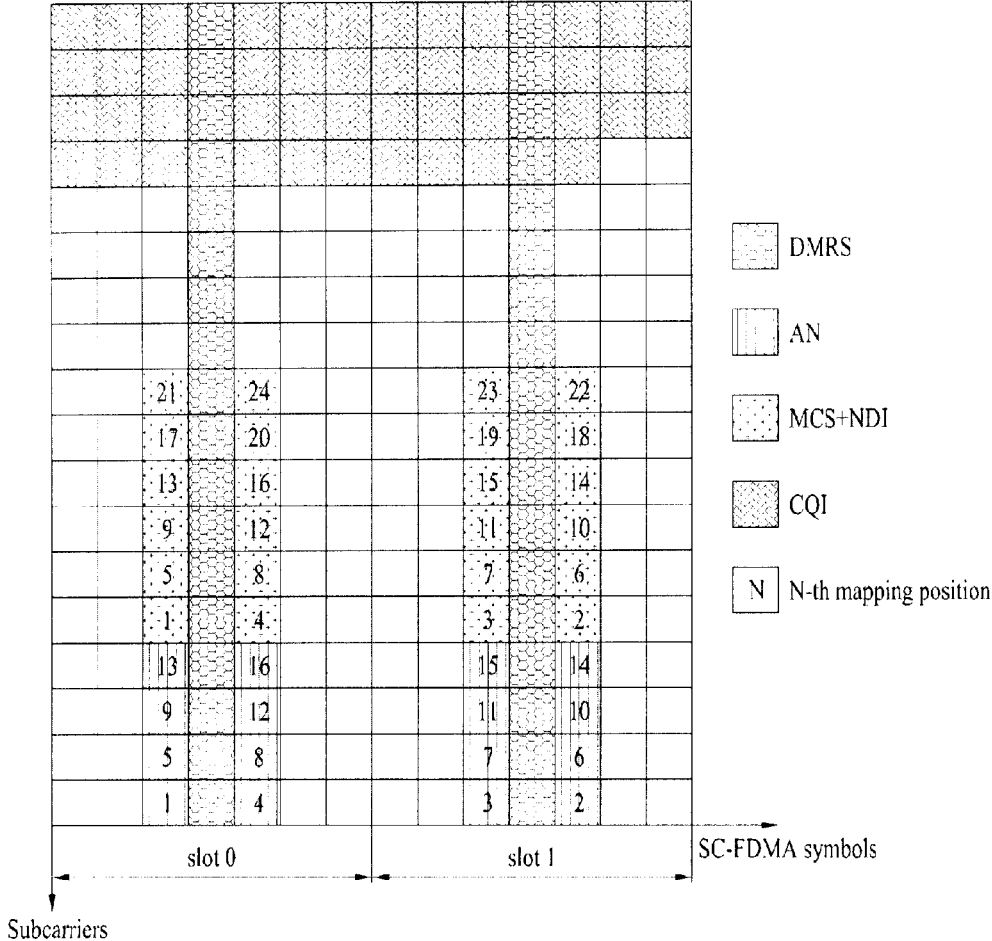 DMRS
AN
21 24 23 22
MCS+NDI
17 20 19 18
13 16 15 14
CQI
9 12 11 10
5 8 7 6
N N-th mapping position
1 4 3 2
13 16 15 14
9 12 11 10
5 8 7 6
1 4 3 2
slot 0 slot 1 SC-FDMA symbols
Subcarriers